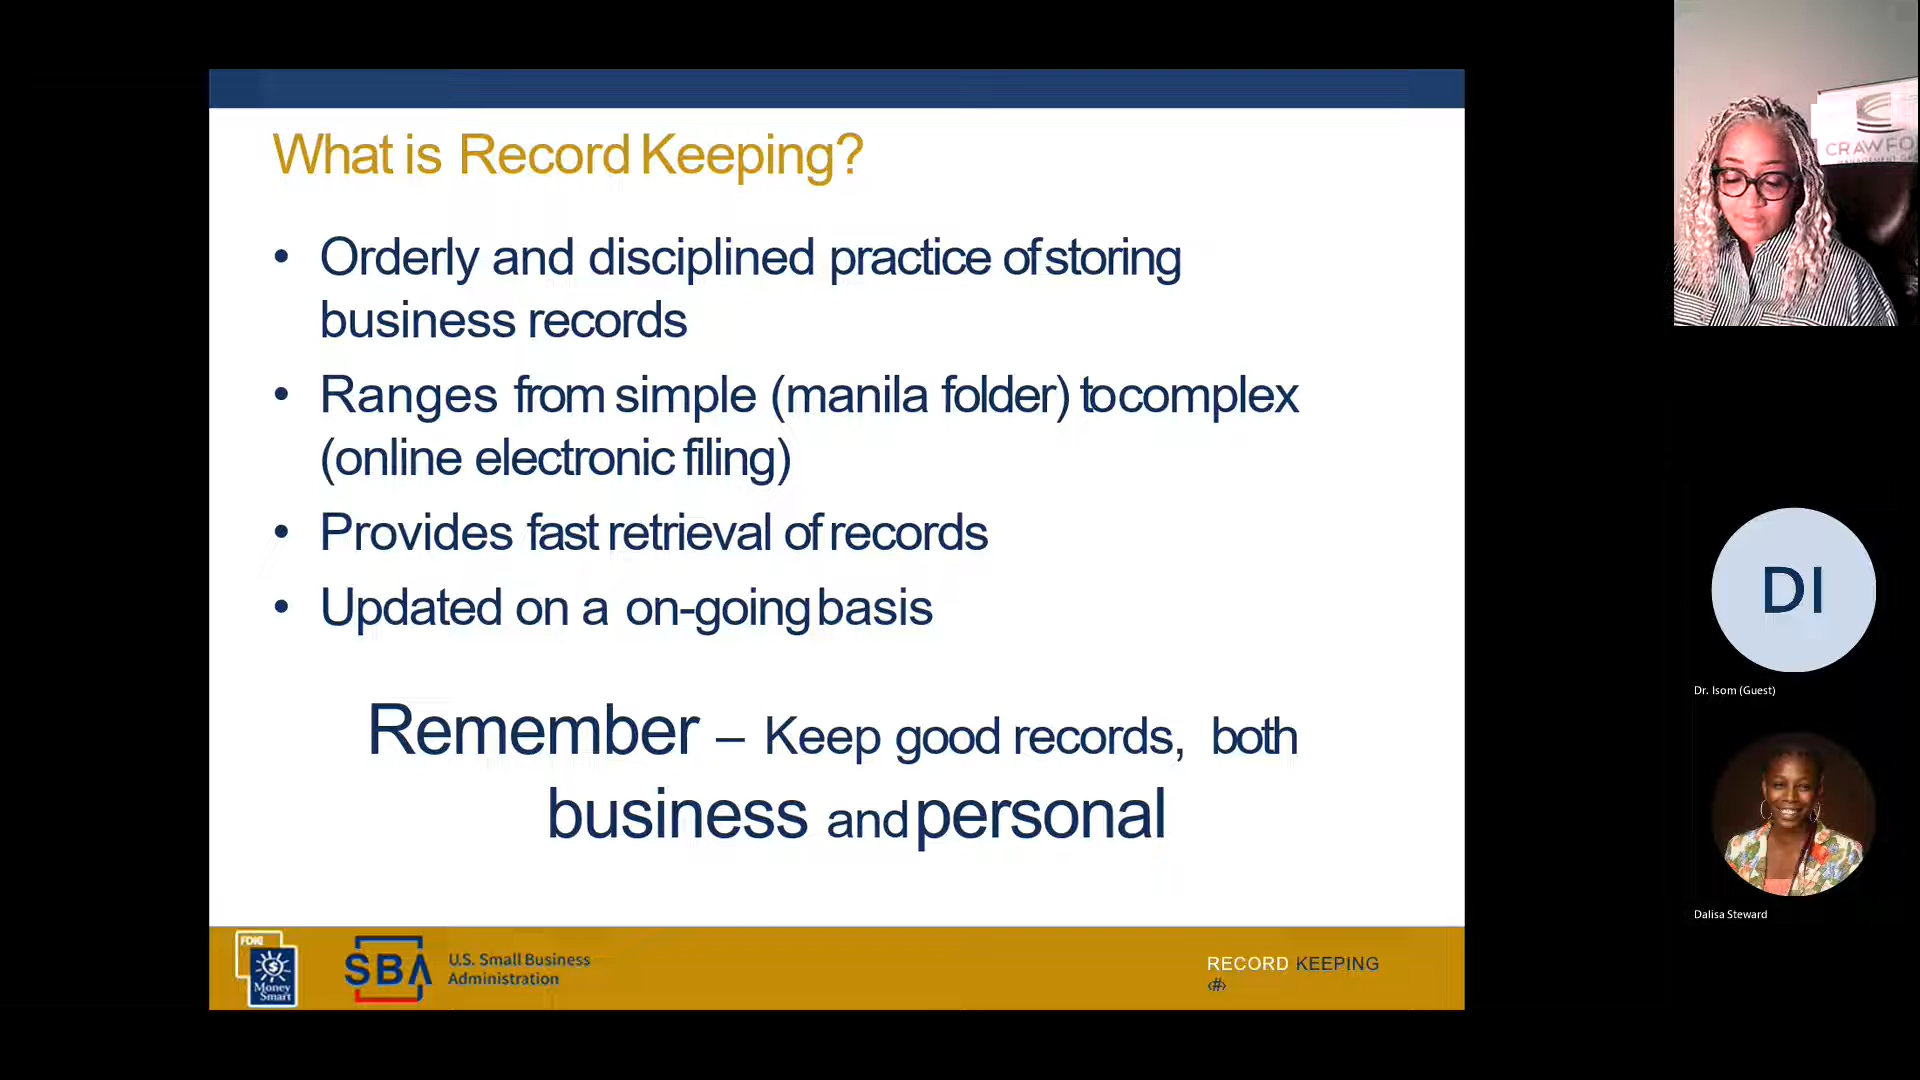 What is Record Keeping?
• Orderly and disciplined practice of storing
business records
• Ranges from simple (manila folder) to complex
(online electronic filing)
• Provides fast retrieval of records
• Updated on a on-going basis
Remember – Keep good records, both
business and personal
FDIC
Money
Smart
SBA
U.S. Small Business
Administration
RECORD KEEPING
‹#›
CRAWFO
DI
Dr. Isom (Guest)
Dalisa Steward